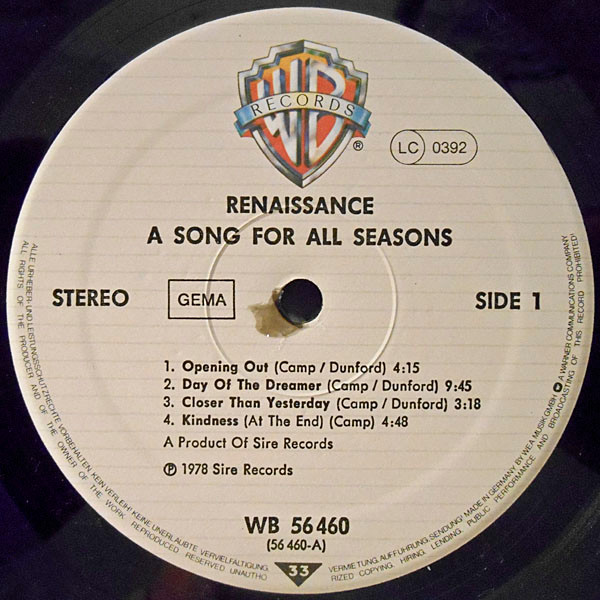 WB
RECORDS
®
LC 0392
RENAISSANCE
A SONG FOR ALL SEASONS
STEREO
GEMA
SIDE 1
1. Opening Out (Camp / Dunford) 4:15
2. Day Of The Dreamer (Camp / Dunford) 9:45
3. Closer Than Yesterday (Camp / Dunford) 3:18
4. Kindness (At The End) (Camp) 4:48
A Product Of Sire Records
℗ 1978 Sire Records
WB 56 460
(56 460-A)
33
ALLE URHEBER- UND LEISTUNGSSCHUTZRECHTE VORBEHALTEN. KEIN VERLEIH! KEINE UNERLAUBTE VERVIELFÄLTIGUNG, VERMIETUNG, AUFFÜHRUNG, SENDUNG! MADE IN GERMANY BY WEA MUSIK GMBH A WARNER COMMUNICATIONS COMPANY
ALL RIGHTS OF THE PRODUCER AND OF THE OWNER OF THE WORK REPRODUCED RESERVED UNAUTHORIZED COPYING, HIRING, LENDING, PUBLIC PERFORMANCE AND BROADCASTING OF THIS RECORD PROHIBITED!